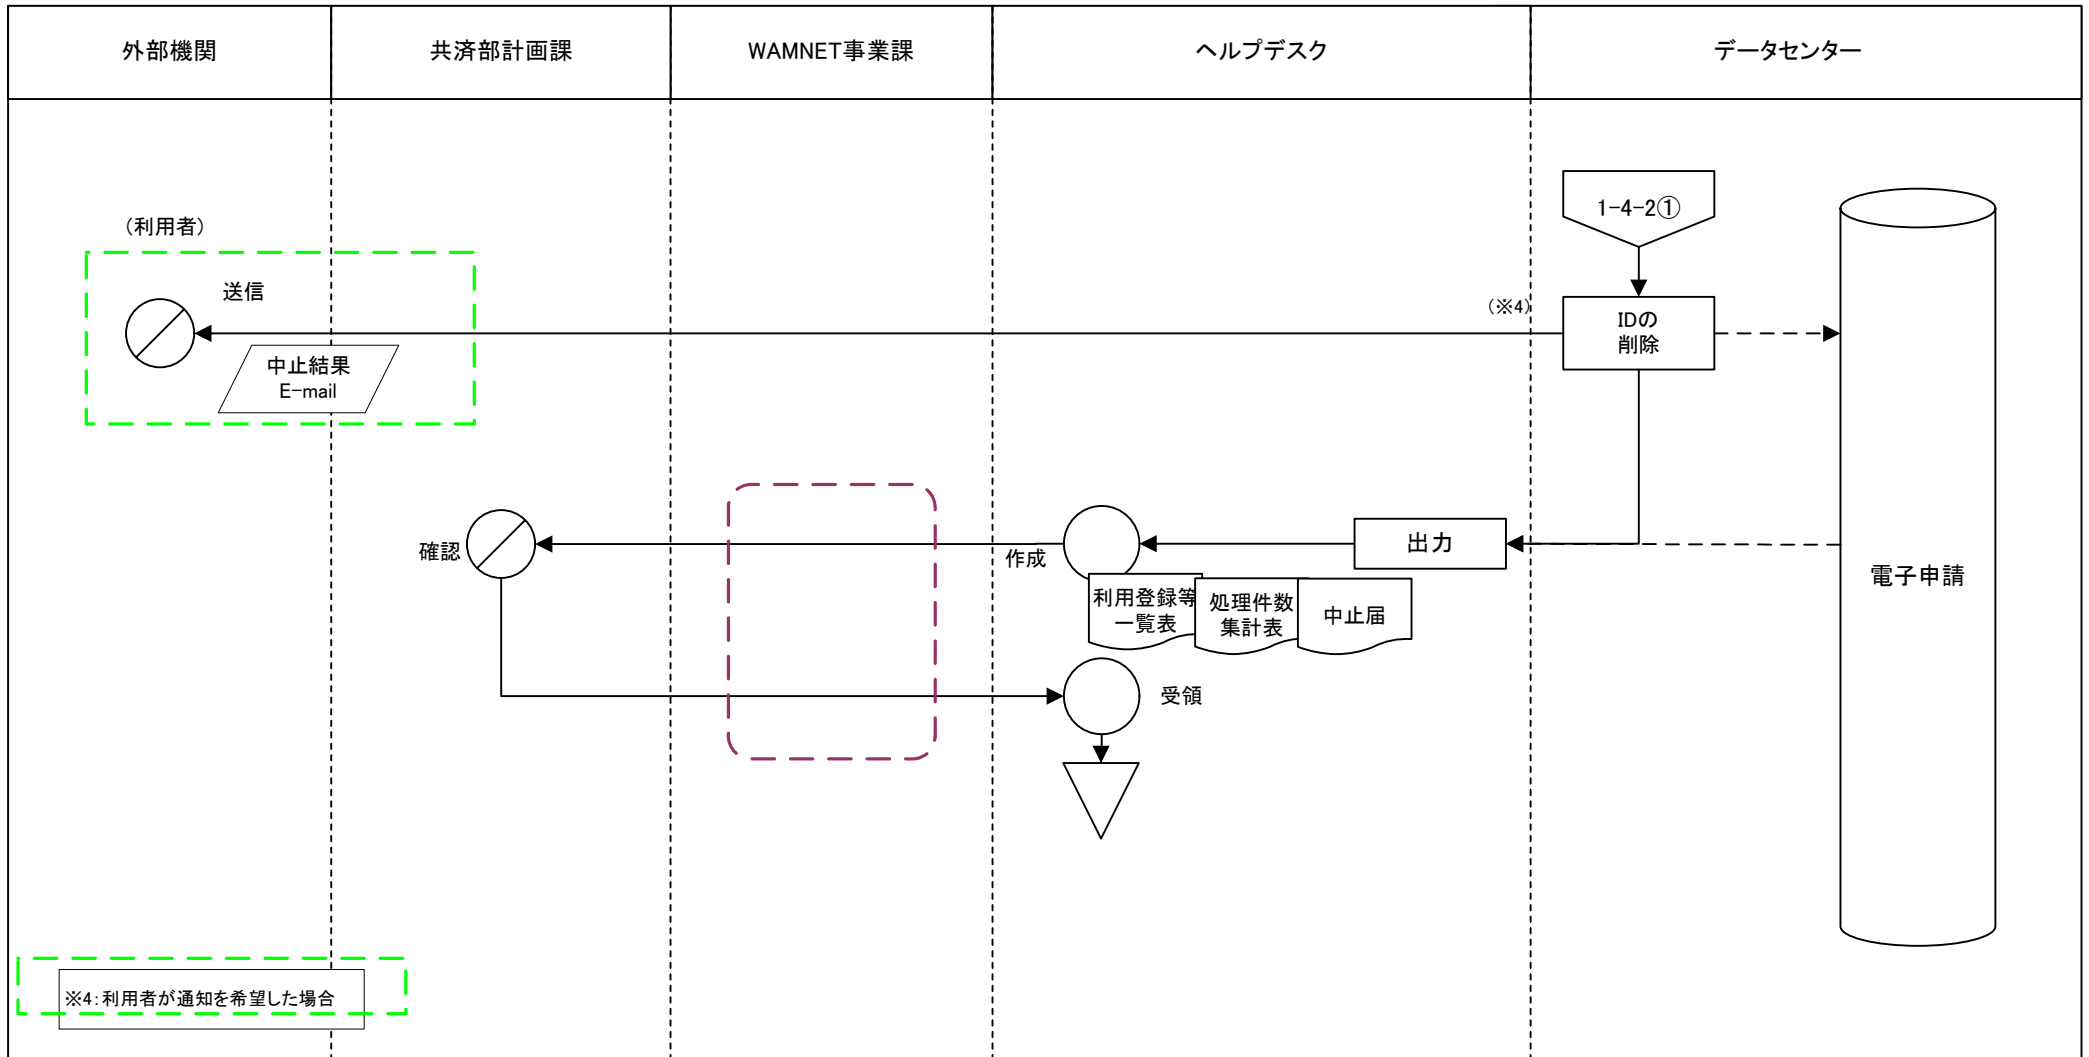 外部機関
共済部計画課
WAMNET事業課
ヘルプデスク
データセンター
1-4-2①
(利用者)
送信
(※4)
IDの
削除
中止結果
E-mail
確認
作成
出力
電子申請
利用登録等
一覧表
処理件数
集計表
中止届
受領
※4:利用者が通知を希望した場合